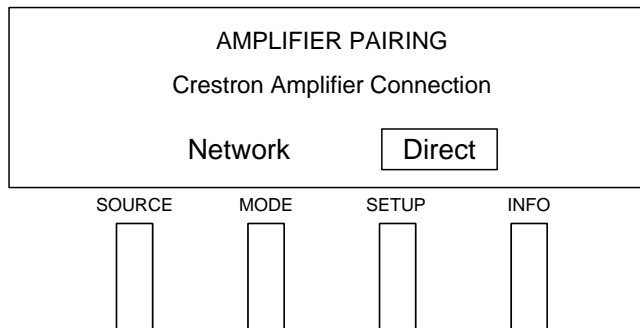 AMPLIFIER PAIRING
Crestron Amplifier Connection
Network Direct
SOURCE MODE SETUP INFO